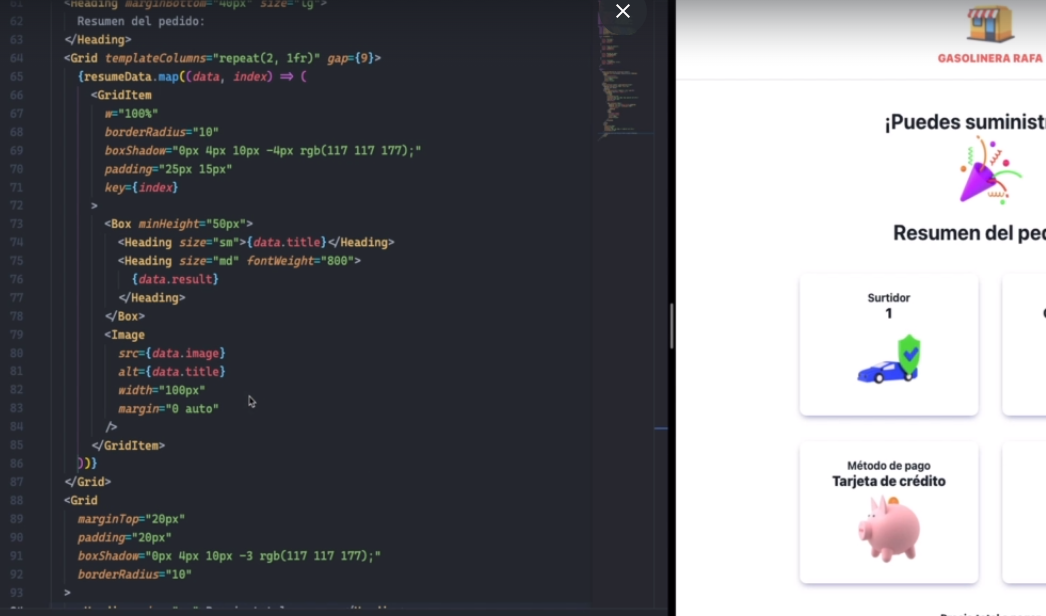 61 <Heading marginBottom="40px" size="lg">
62 Resumen del pedido:
63 </Heading>
64 <Grid templateColumns="repeat(2, 1fr)" gap={9}>
65 {resumeData.map((data, index) => (
66 <GridItem
67 w="100%"
68 borderRadius="10"
69 boxShadow="0px 4px 10px -4px rgb(117 117 177);"
70 padding="25px 15px"
71 key={index}
72 >
73 <Box minHeight="50px">
74 <Heading size="sm">{data.title}</Heading>
75 <Heading size="md" fontWeight="800">
76 {data.result}
77 </Heading>
78 </Box>
79 <Image
80 src={data.image}
81 alt={data.title}
82 width="100px"
83 margin="0 auto"
84 />
85 </GridItem>
86 ))}
87 </Grid>
88 <Grid
89 marginTop="20px"
90 padding="20px"
91 boxShadow="0px 4px 10px -3 rgb(117 117 177);"
92 borderRadius="10"
93 >
GASOLINERA RAFA
¡Puedes suministr
Resumen del ped
Surtidor
1
Método de pago
Tarjeta de crédito